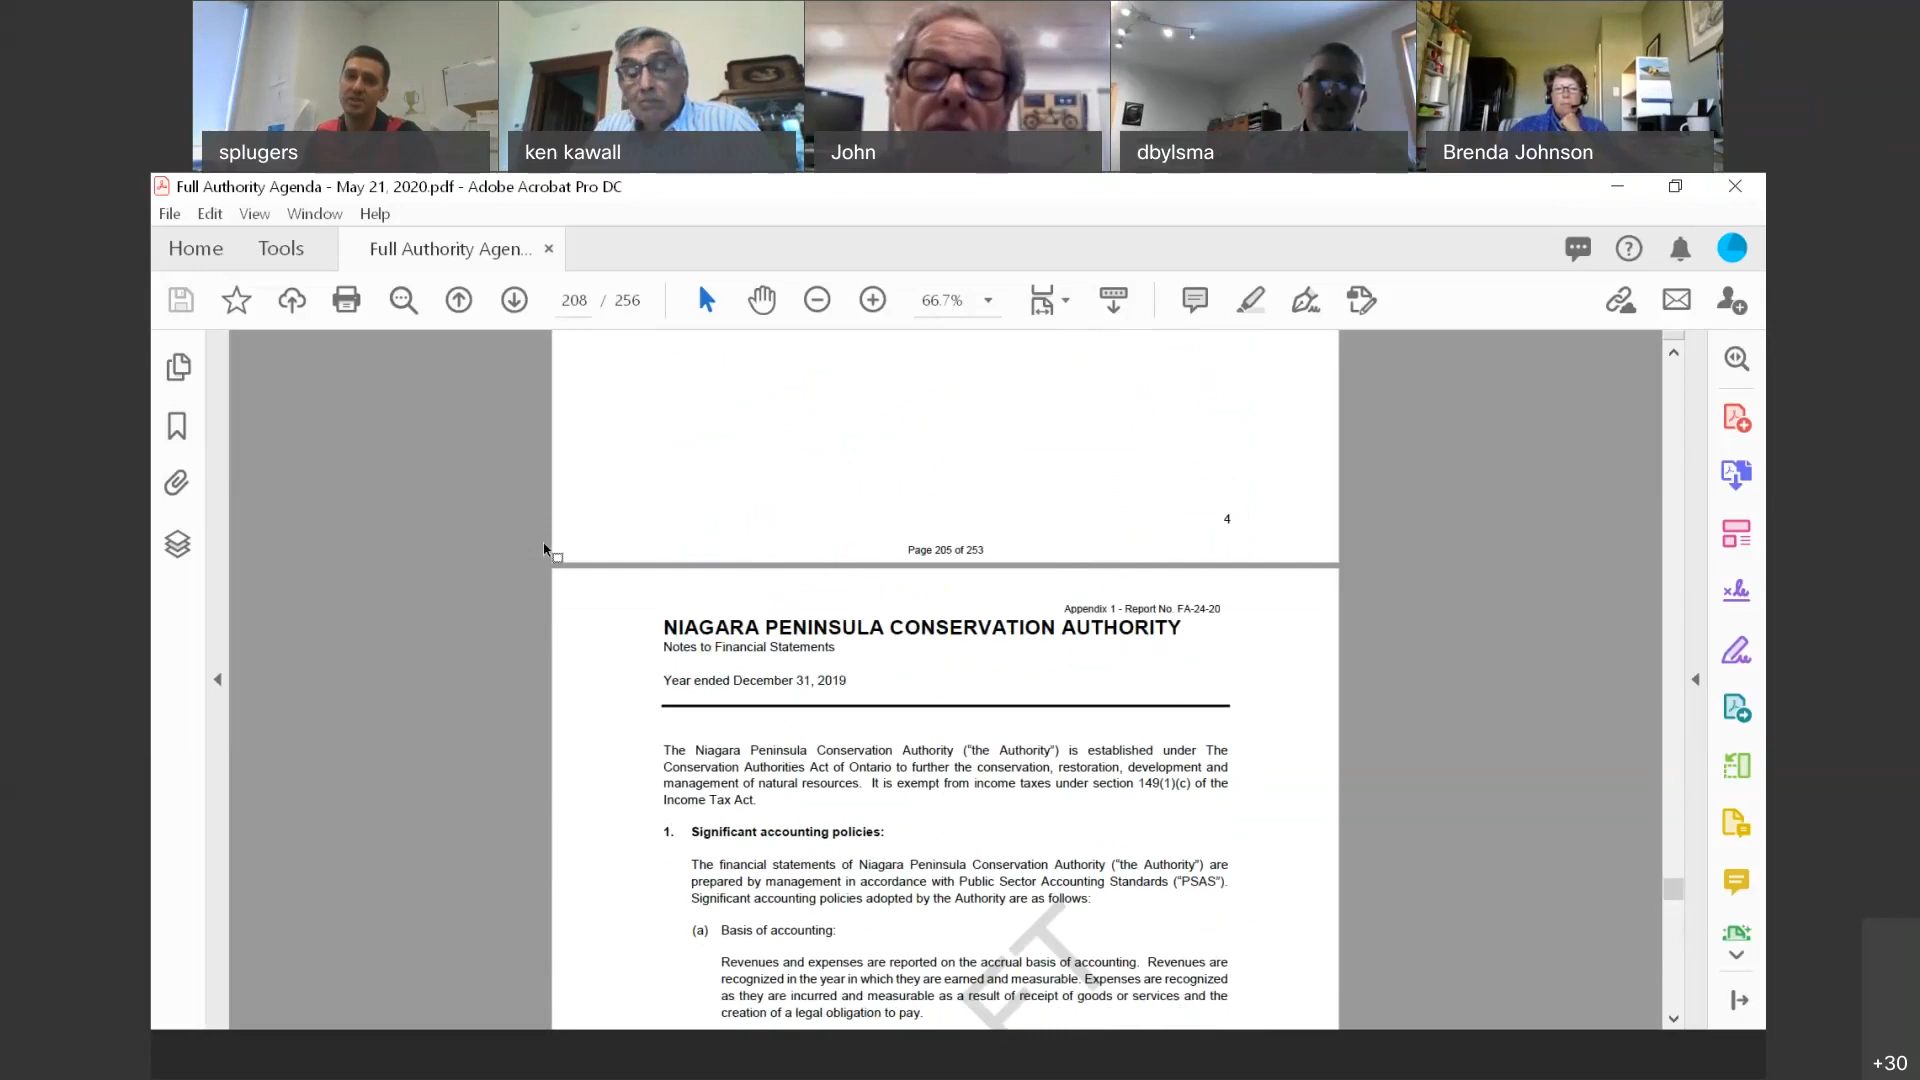 splugers
ken kawall
John
dbylsma
Brenda Johnson
Full Authority Agenda - May 21, 2020.pdf - Adobe Acrobat Pro DC
File Edit View Window Help
Home Tools Full Authority Agen... ×
208 / 256
66.7%
4
Page 205 of 253
Appendix 1 - Report No. FA-24-20
NIAGARA PENINSULA CONSERVATION AUTHORITY
Notes to Financial Statements
Year ended December 31, 2019
The Niagara Peninsula Conservation Authority ("the Authority") is established under The
Conservation Authorities Act of Ontario to further the conservation, restoration, development and
management of natural resources. It is exempt from income taxes under section 149(1)(c) of the
Income Tax Act.
1. Significant accounting policies:
The financial statements of Niagara Peninsula Conservation Authority ("the Authority") are
prepared by management in accordance with Public Sector Accounting Standards ("PSAS").
Significant accounting policies adopted by the Authority are as follows:
(a) Basis of accounting:
Revenues and expenses are reported on the accrual basis of accounting. Revenues are
recognized in the year in which they are earned and measurable. Expenses are recognized
as they are incurred and measurable as a result of receipt of goods or services and the
creation of a legal obligation to pay.
FT
+30